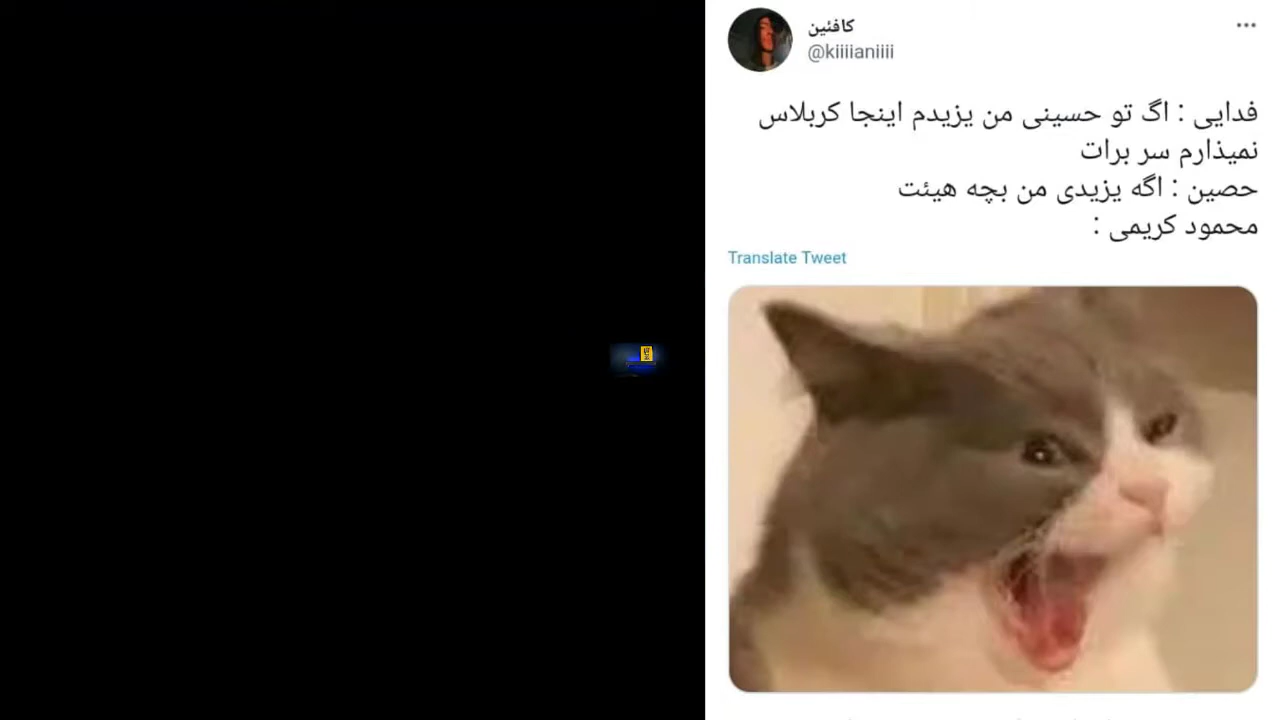 کافئین
@kiiiianiiii
فدایی : اگ تو حسینی من یزیدم اینجا کربلاس
نمیذارم سر برات
حصین : اگه یزیدی من بچه هیئت
محمود کریمی :
Translate Tweet